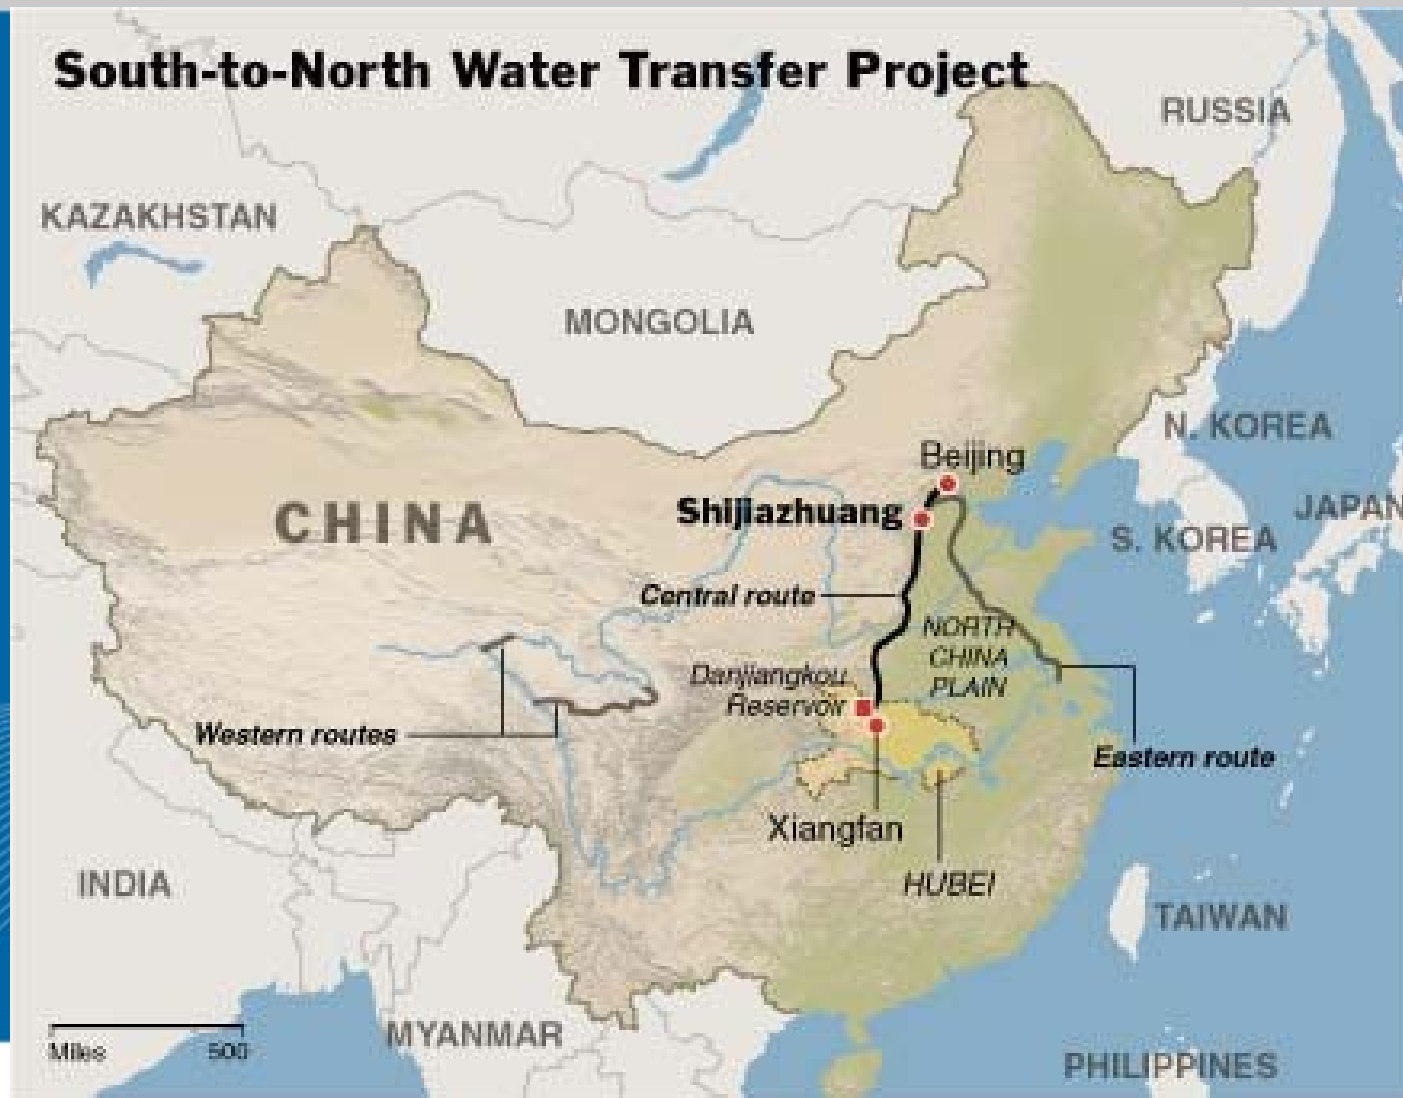 South-to-North Water Transfer Project
RUSSIA
KAZAKHSTAN
MONGOLIA
N. KOREA
Beijing
CHINA
Shijiazhuang
JAPAN
S. KOREA
Central route
NORTH
CHINA
PLAIN
Danjiangkou
Reservoir
Western routes
Eastern route
Xiangfan
HUBEI
INDIA
TAIWAN
MYANMAR
Miles 500
PHILIPPINES